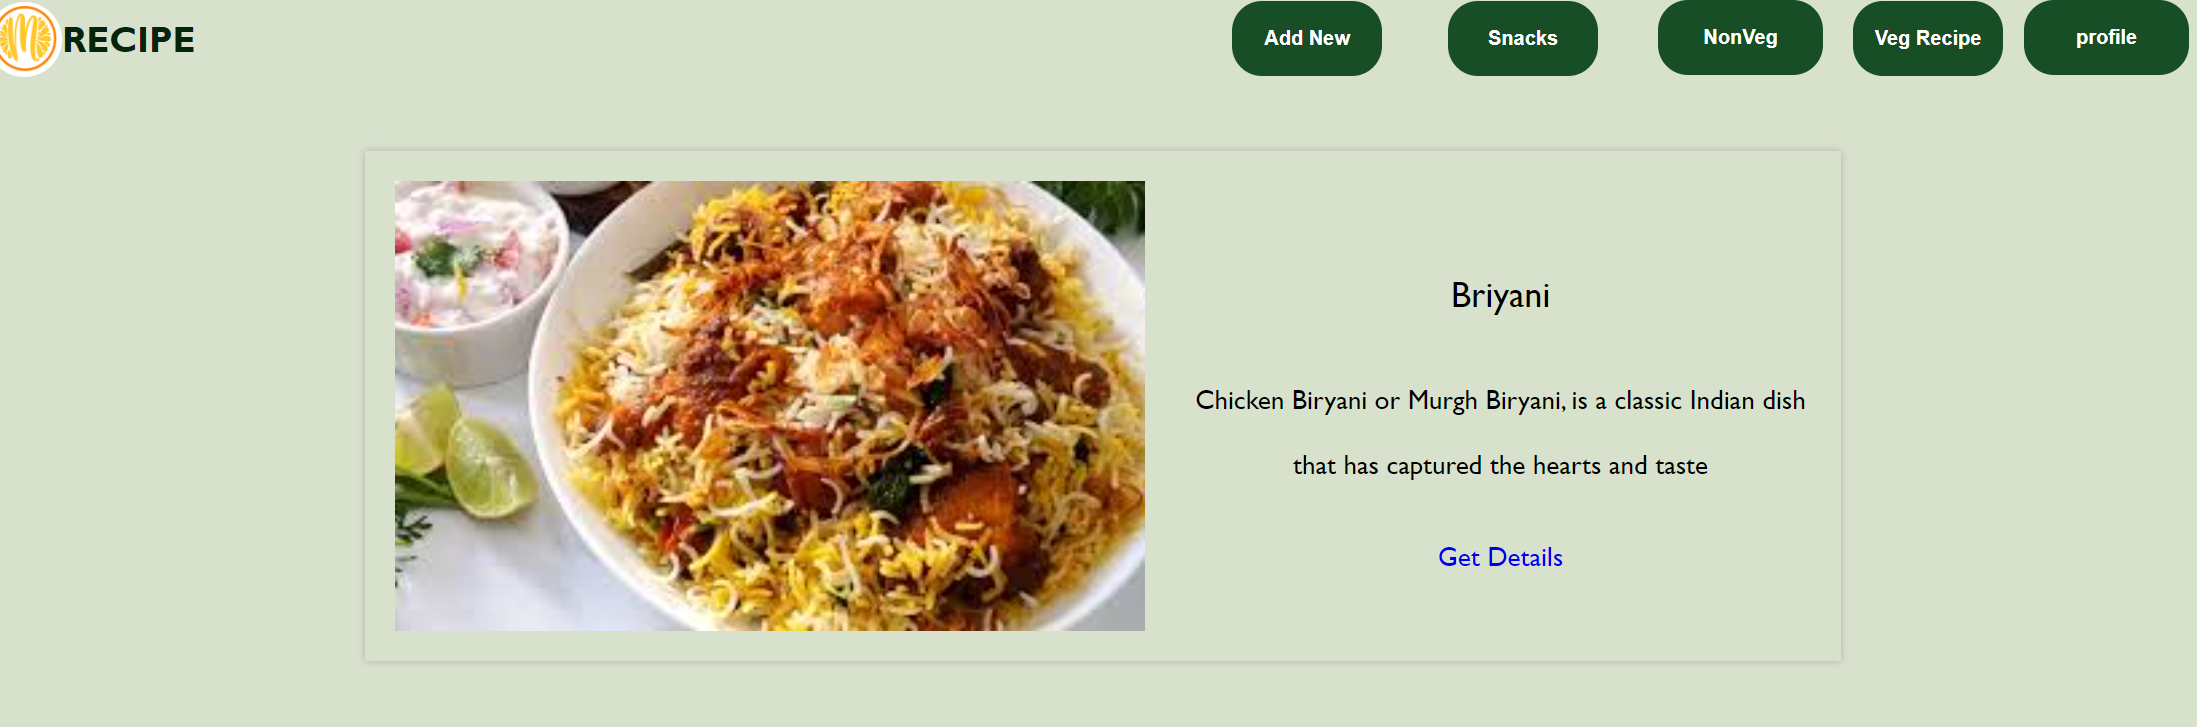 RECIPE
Add New
Snacks
NonVeg
Veg Recipe
profile
Briyani
Chicken Biryani or Murgh Biryani, is a classic Indian dish
that has captured the hearts and taste
Get Details